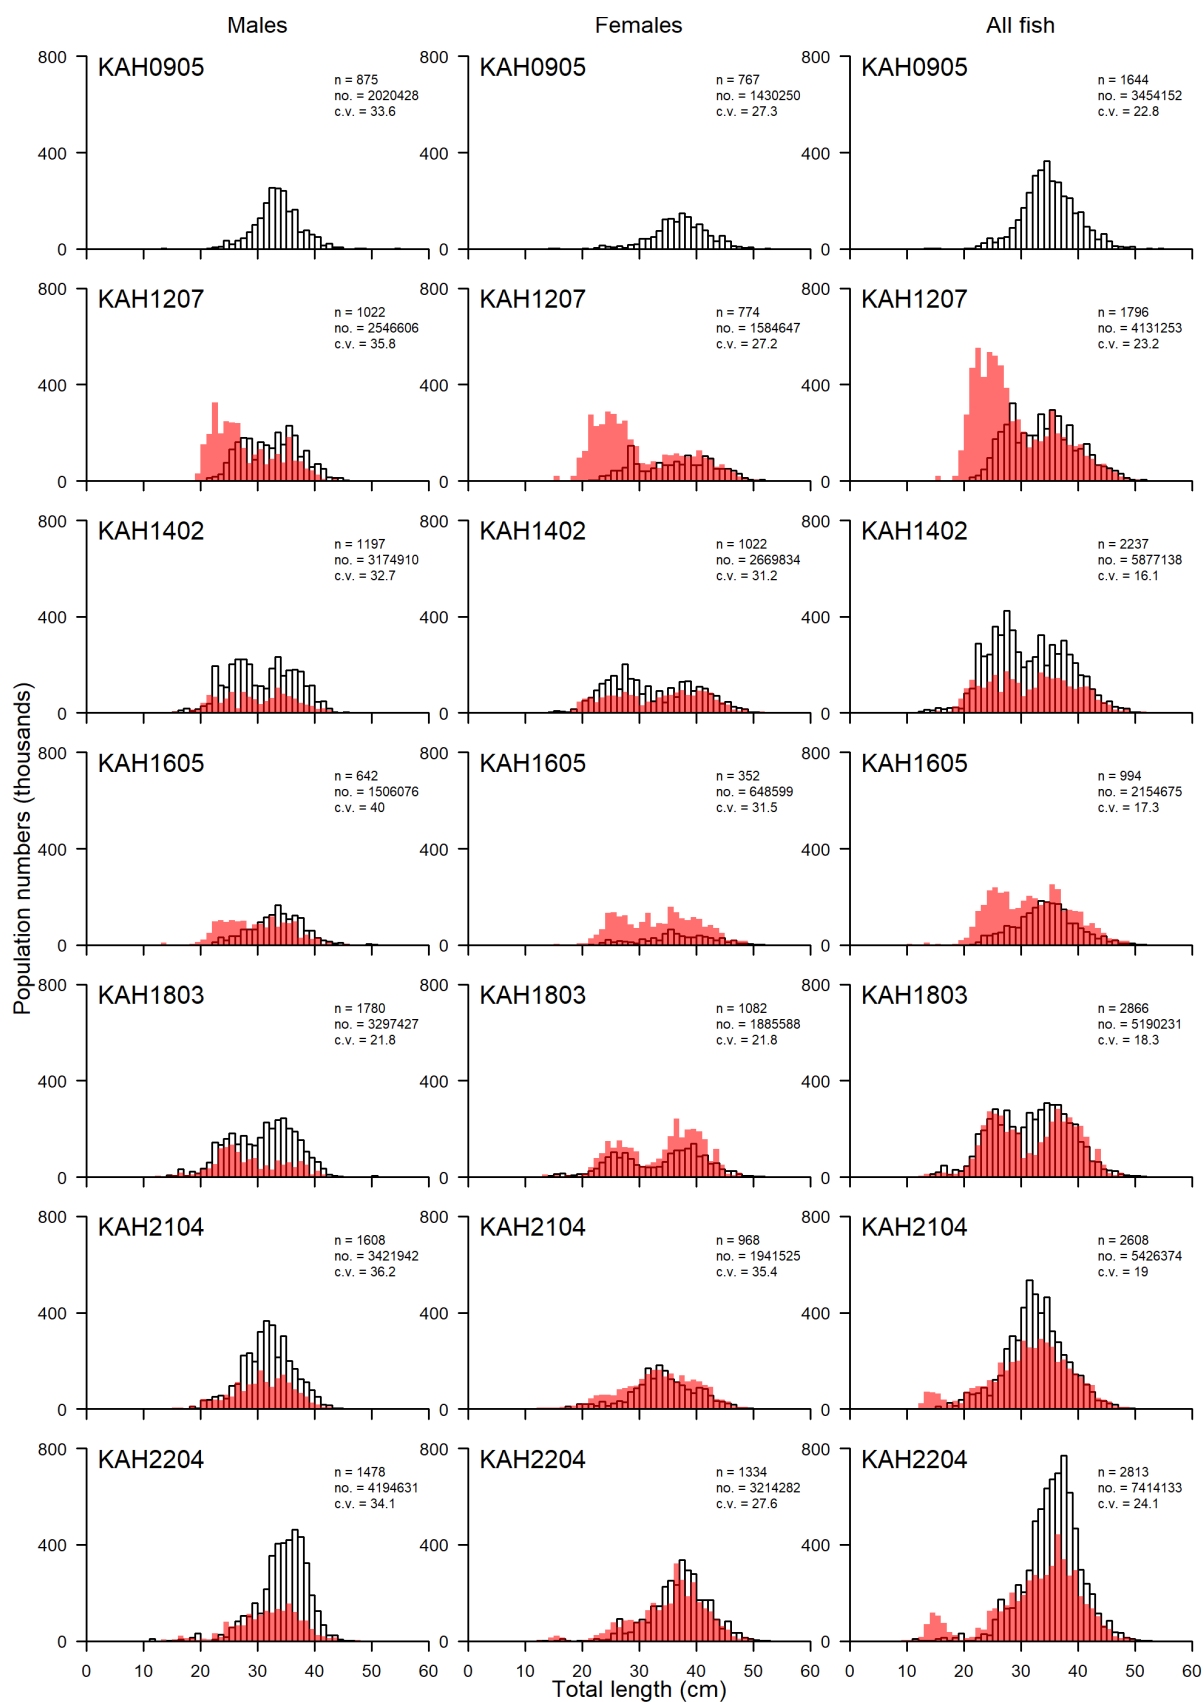 Males Females All fish
KAH0905 KAH0905 KAH0905
n = 875 n = 767 n = 1644
no. = 2020428 no. = 1430250 no. = 3454152
c.v. = 33.6 c.v. = 27.3 c.v. = 22.8
800 800 800
400 400 400
0 0 0
KAH1207 KAH1207 KAH1207
n = 1022 n = 774 n = 1796
no. = 2546606 no. = 1584647 no. = 4131253
c.v. = 35.8 c.v. = 27.2 c.v. = 23.2
800 800 800
400 400 400
0 0 0
KAH1402 KAH1402 KAH1402
n = 1197 n = 1022 n = 2237
no. = 3174910 no. = 2669834 no. = 5877138
c.v. = 32.7 c.v. = 31.2 c.v. = 16.1
800 800 800
400 400 400
0 0 0
Population numbers (thousands)
KAH1605 KAH1605 KAH1605
n = 642 n = 352 n = 994
no. = 1506076 no. = 648599 no. = 2154675
c.v. = 40 c.v. = 31.5 c.v. = 17.3
800 800 800
400 400 400
0 0 0
KAH1803 KAH1803 KAH1803
n = 1780 n = 1082 n = 2866
no. = 3297427 no. = 1885588 no. = 5190231
c.v. = 21.8 c.v. = 21.8 c.v. = 18.3
800 800 800
400 400 400
0 0 0
KAH2104 KAH2104 KAH2104
n = 1608 n = 968 n = 2608
no. = 3421942 no. = 1941525 no. = 5426374
c.v. = 36.2 c.v. = 35.4 c.v. = 19
800 800 800
400 400 400
0 0 0
KAH2204 KAH2204 KAH2204
n = 1478 n = 1334 n = 2813
no. = 4194631 no. = 3214282 no. = 7414133
c.v. = 34.1 c.v. = 27.6 c.v. = 24.1
800 800 800
400 400 400
0 0 0
0 10 20 30 40 50 60 0 10 20 30 40 50 60 0 10 20 30 40 50 60
Total length (cm)